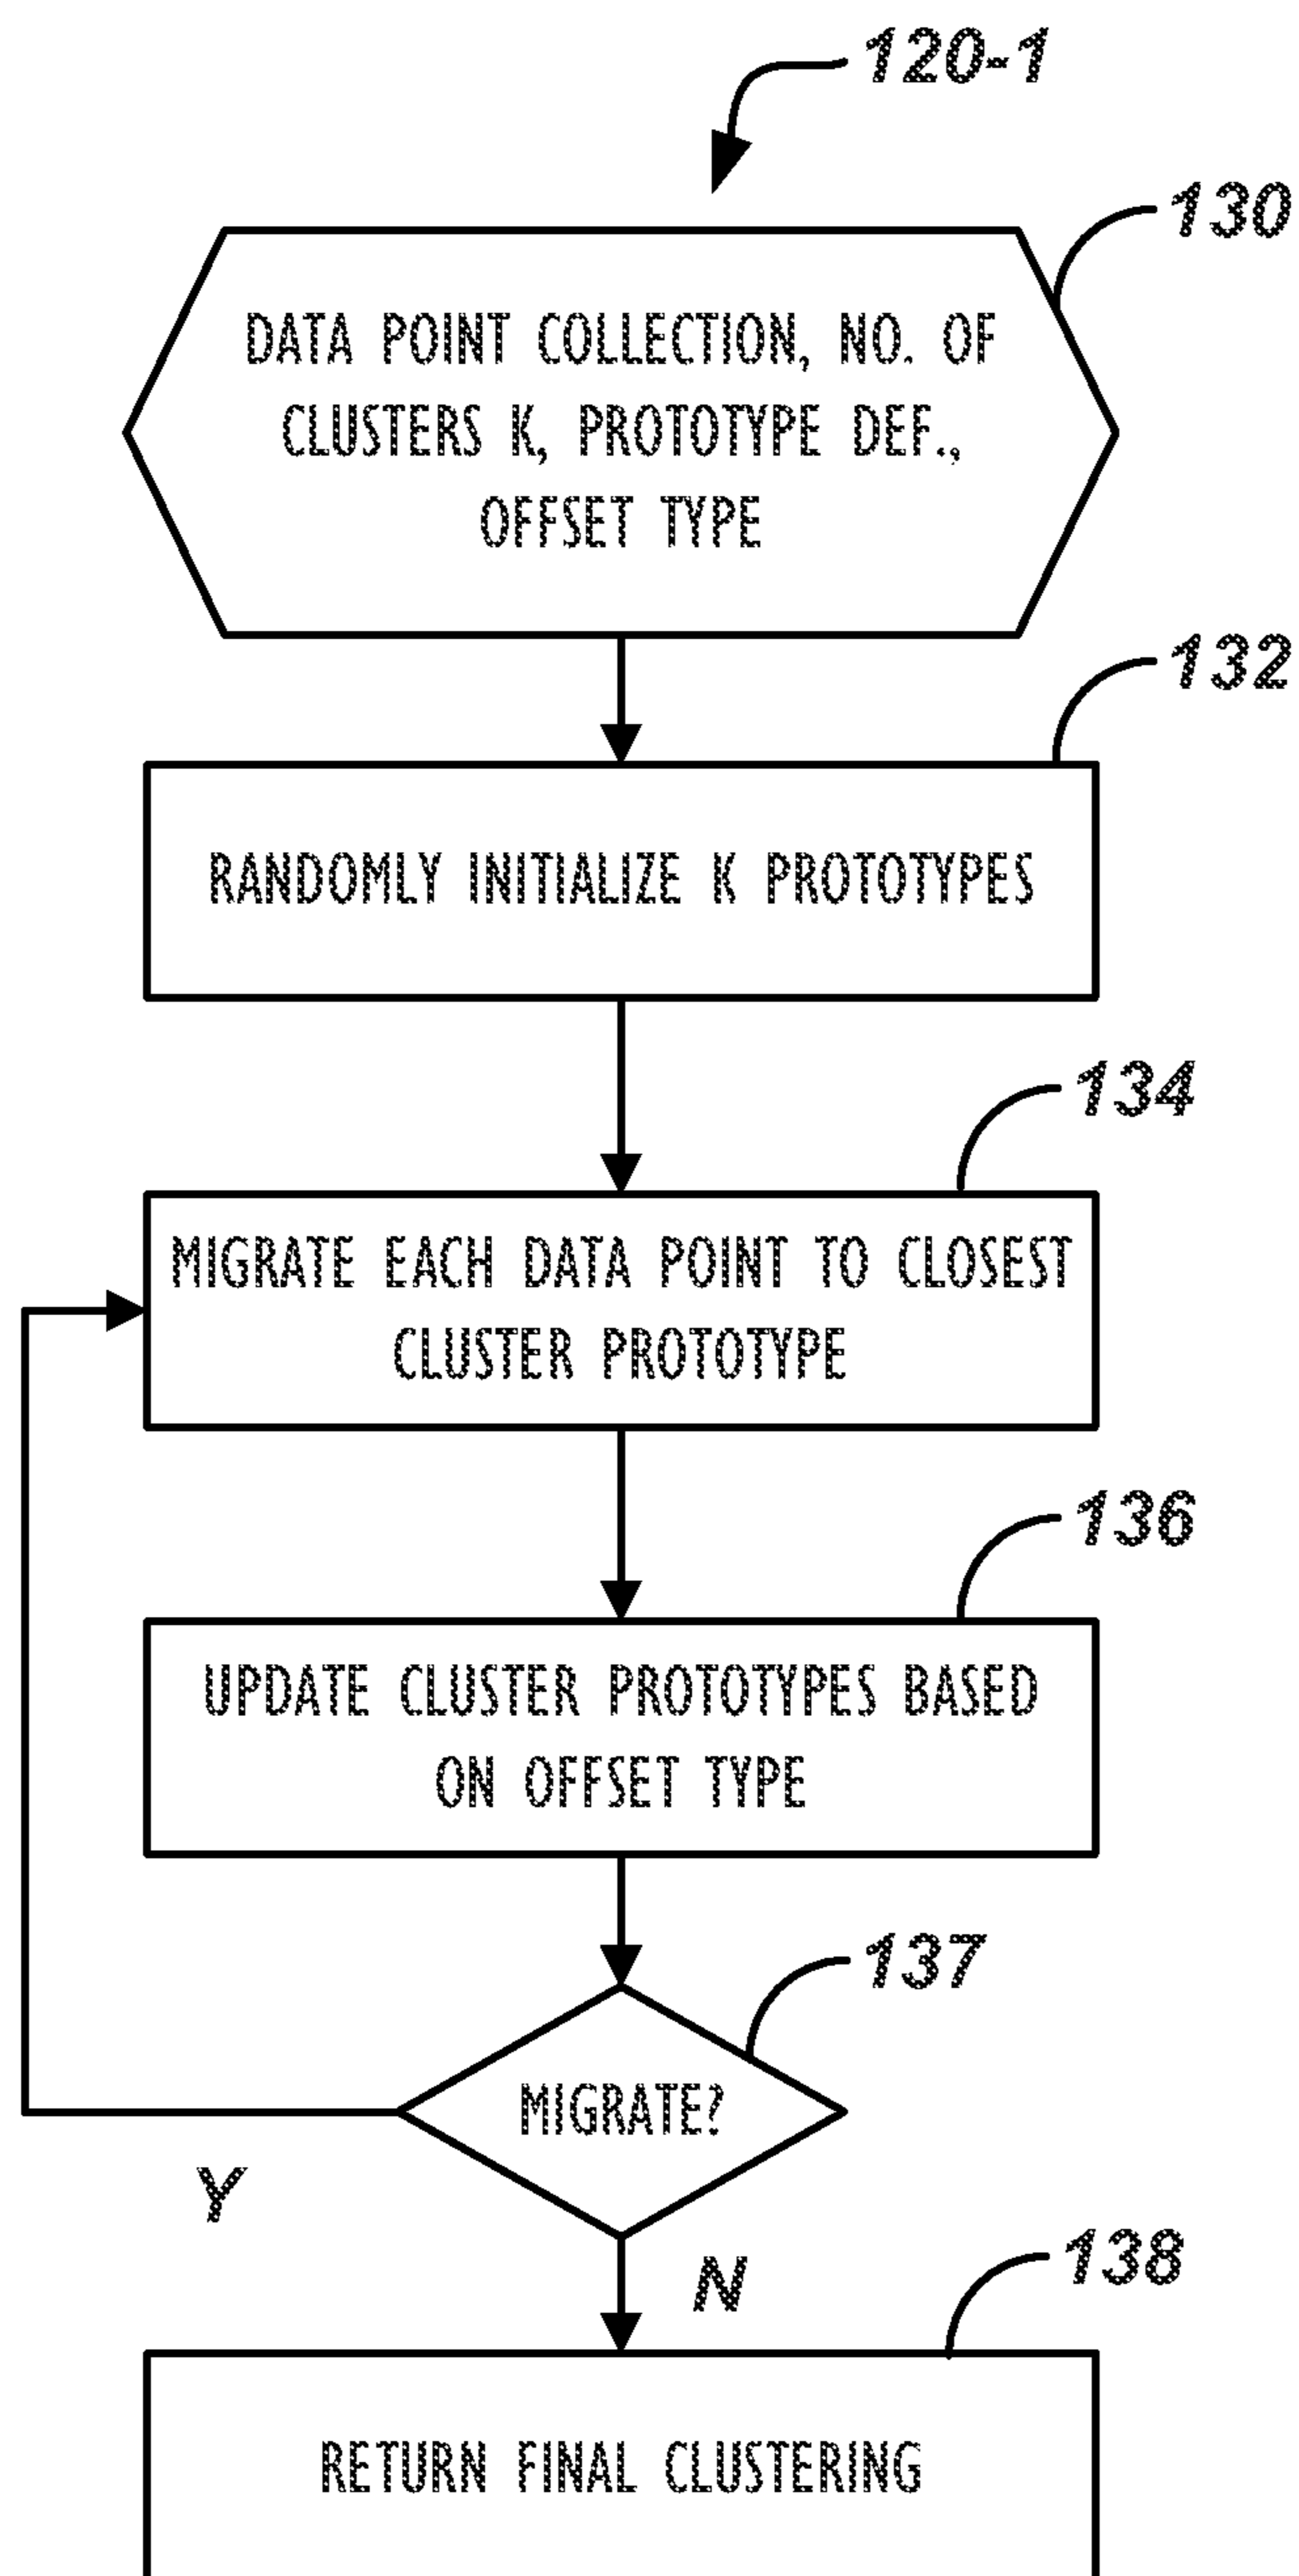 120-1
130
DATA POINT COLLECTION, NO. OF
CLUSTERS K, PROTOTYPE DEF.,
OFFSET TYPE
132
RANDOMLY INITIALIZE K PROTOTYPES
134
MIGRATE EACH DATA POINT TO CLOSEST
CLUSTER PROTOTYPE
136
UPDATE CLUSTER PROTOTYPES BASED
ON OFFSET TYPE
137
MIGRATE?
Y
N
138
RETURN FINAL CLUSTERING